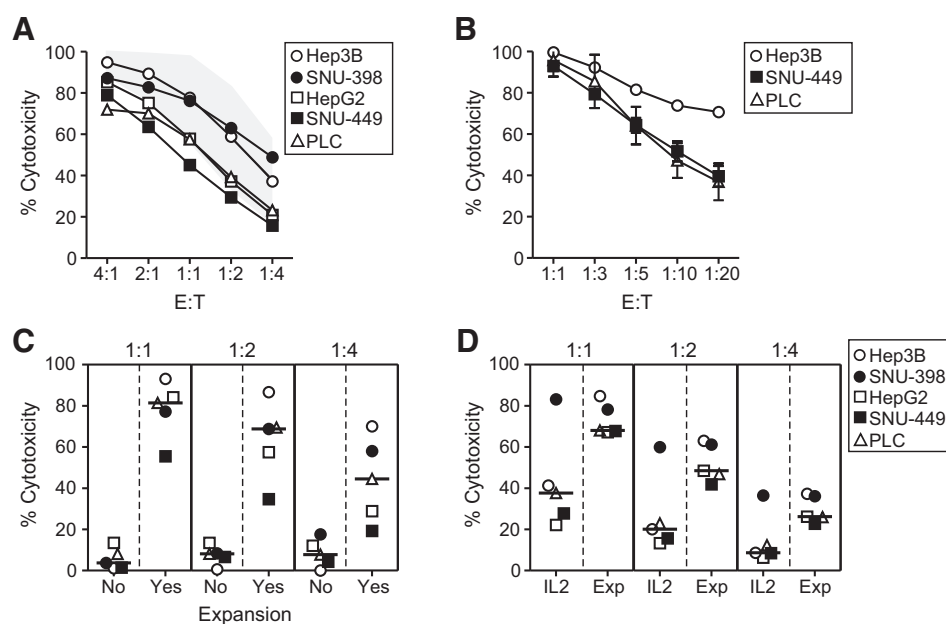 A
% Cytotoxicity
100
80
60
40
20
0
4:1 2:1 1:1 1:2 1:4
E:T
Hep3B
SNU-398
HepG2
SNU-449
PLC
B
% Cytotoxicity
100
80
60
40
20
0
1:1 1:3 1:5 1:10 1:20
E:T
Hep3B
SNU-449
PLC
C
1:1 1:2 1:4
% Cytotoxicity
100
80
60
40
20
0
No Yes No Yes No Yes
Expansion
D
1:1 1:2 1:4
% Cytotoxicity
100
80
60
40
20
0
IL2 Exp IL2 Exp IL2 Exp
Hep3B
SNU-398
HepG2
SNU-449
PLC